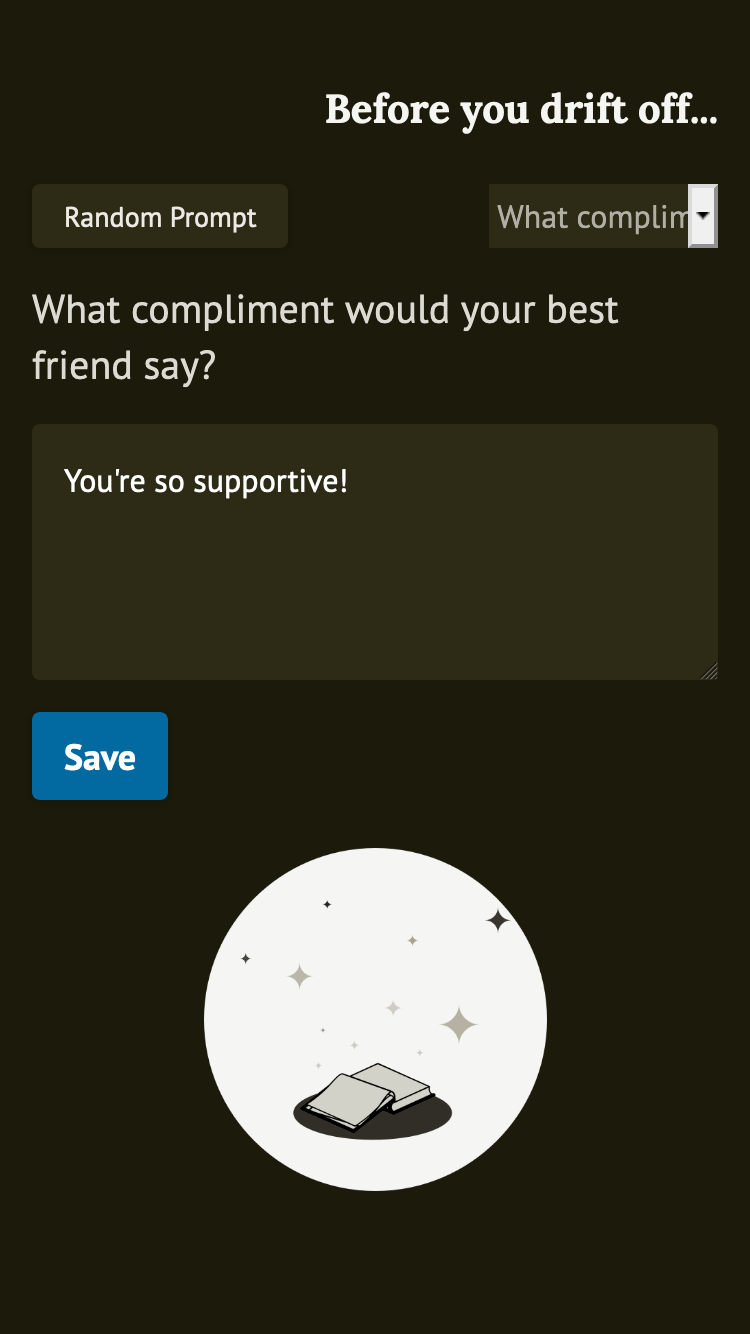 Before you drift off...
Random Prompt
What complim
What compliment would your best
friend say?
You're so supportive!
Save